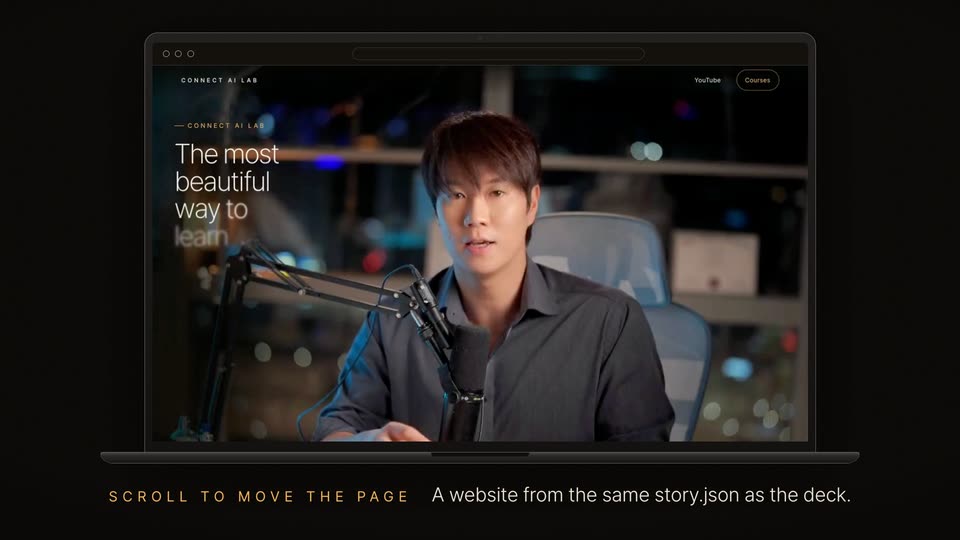 CONNECT AI LAB
YouTube
Courses
CONNECT AI LAB
The most
beautiful
way to
learn
SCROLL TO MOVE THE PAGE
A website from the same story.json as the deck.